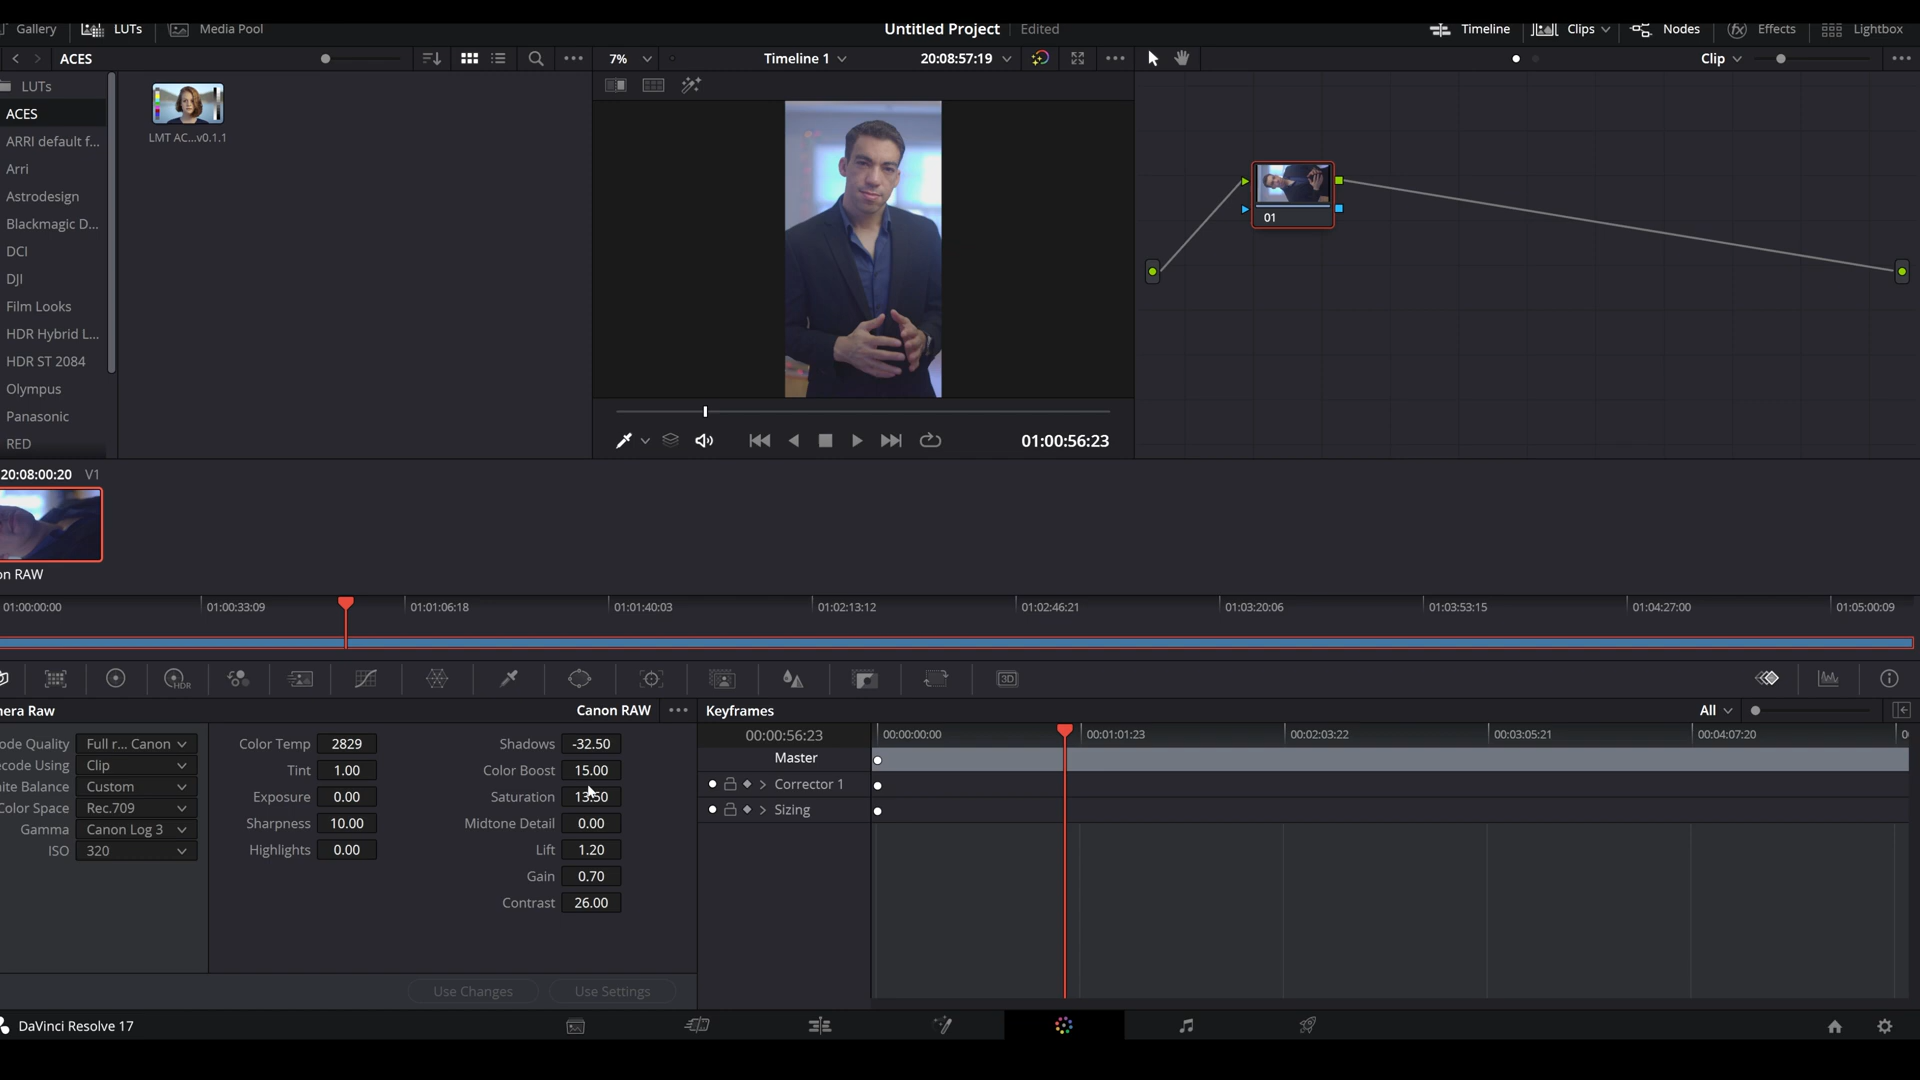 Gallery LUTs Media Pool Untitled Project Edited Timeline Clips Nodes Effects Lightbox
ACES 7% Timeline 1 20:08:57:19 Clip
LUTs
ACES
ARRI default f...
Arri
Astrodesign
Blackmagic D...
DCI
DJI
Film Looks
HDR Hybrid L...
HDR ST 2084
Olympus
Panasonic
RED
LMT AC...v0.1.1
01:00:56:23
01
20:08:00:20 V1
on RAW
01:00:00:00 01:00:33:09 01:01:06:18 01:01:40:03 01:02:13:12 01:02:46:21 01:03:20:06 01:03:53:15 01:04:27:00 01:05:00:09
HDR 3D
nera Raw Canon RAW
ode Quality Full r... Canon
ecode Using Clip
ite Balance Custom
Color Space Rec.709
Gamma Canon Log 3
ISO 320
Color Temp 2829
Tint 1.00
Exposure 0.00
Sharpness 10.00
Highlights 0.00
Shadows -32.50
Color Boost 15.00
Saturation 13.50
Midtone Detail 0.00
Lift 1.20
Gain 0.70
Contrast 26.00
Use Changes Use Settings
Keyframes All
00:00:56:23 00:00:00:00 00:01:01:23 00:02:03:22 00:03:05:21 00:04:07:20 0
Master
Corrector 1
Sizing
DaVinci Resolve 17